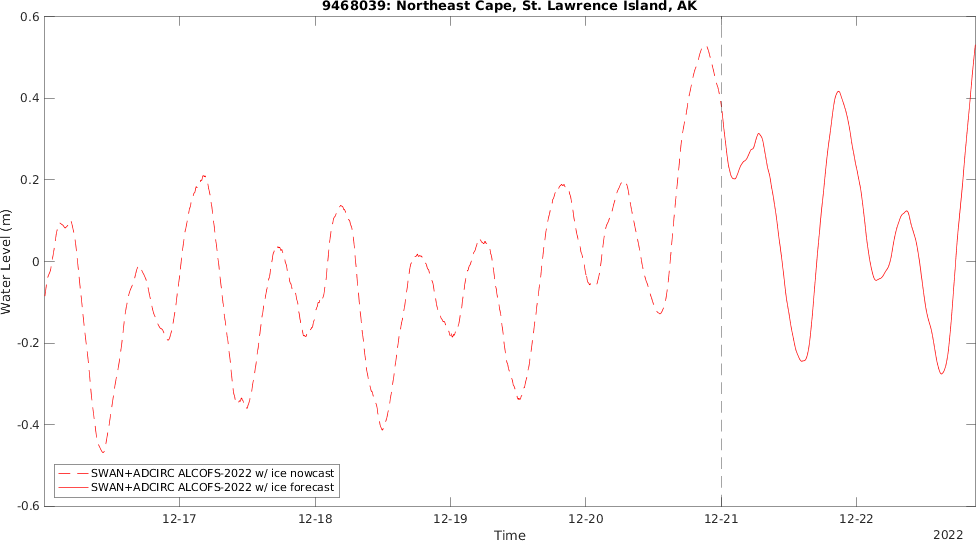 9468039: Northeast Cape, St. Lawrence Island, AK
0.6
0.4
0.2
0
-0.2
-0.4
-0.6
Water Level (m)
SWAN+ADCIRC ALCOFS-2022 w/ ice nowcast
SWAN+ADCIRC ALCOFS-2022 w/ ice forecast
12-17 12-18 12-19 12-20 12-21 12-22
Time
2022